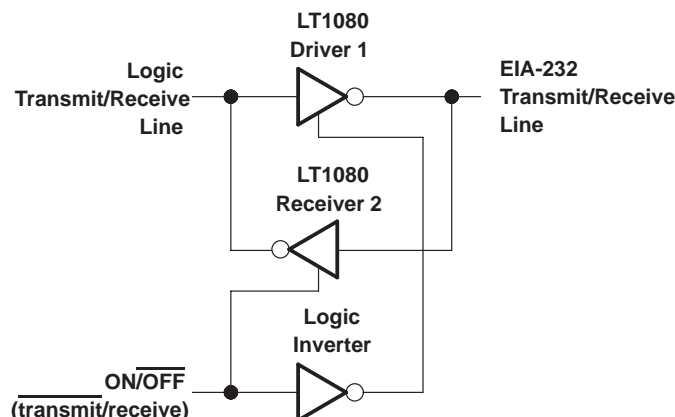 LT1080
Driver 1
Logic
Transmit/Receive
Line
EIA-232
Transmit/Receive
Line
LT1080
Receiver 2
Logic
Inverter
ON/OFF
(transmit/receive)